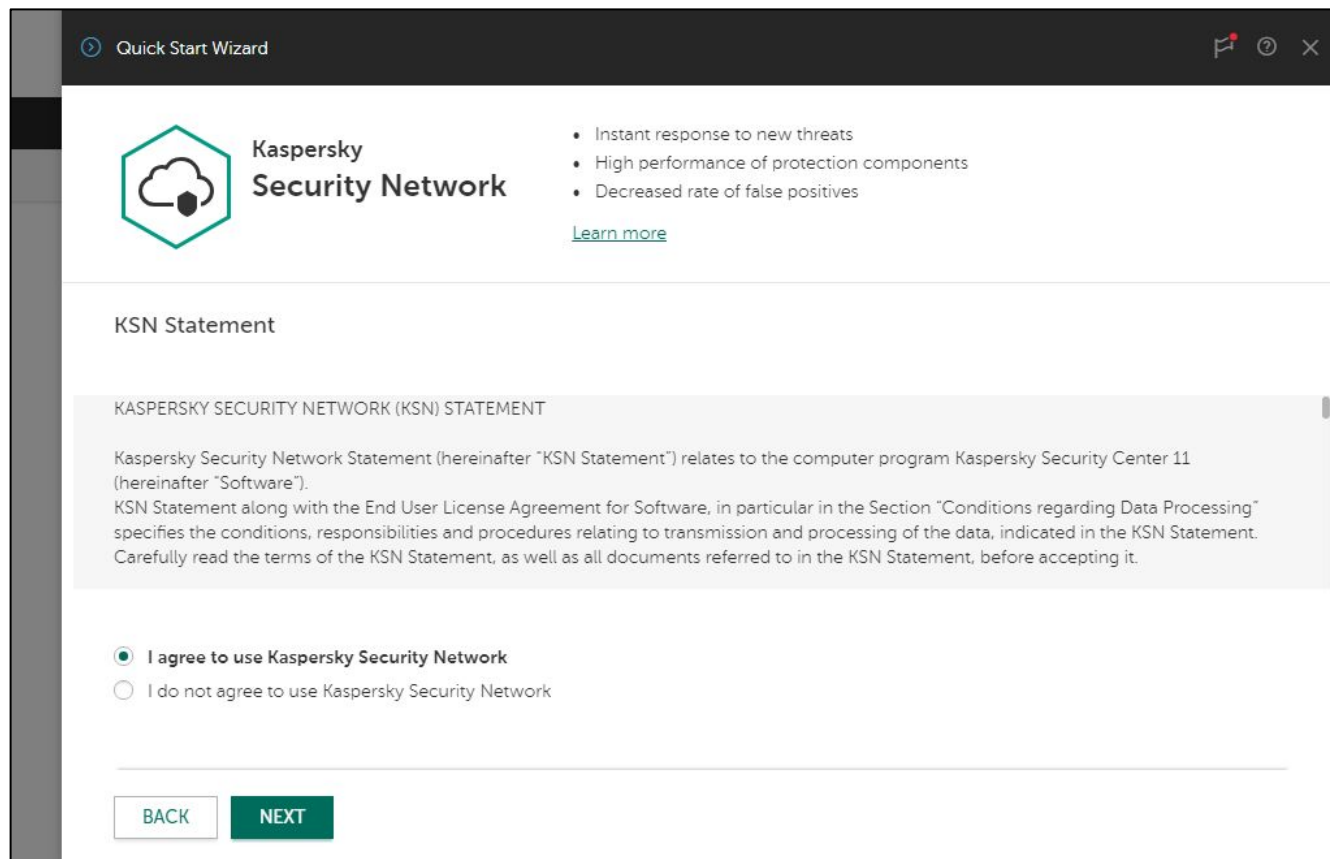 Quick Start Wizard
Kaspersky
Security Network
• Instant response to new threats
• High performance of protection components
• Decreased rate of false positives
Learn more
KSN Statement
KASPERSKY SECURITY NETWORK (KSN) STATEMENT
Kaspersky Security Network Statement (hereinafter "KSN Statement") relates to the computer program Kaspersky Security Center 11
(hereinafter "Software").
KSN Statement along with the End User License Agreement for Software, in particular in the Section "Conditions regarding Data Processing"
specifies the conditions, responsibilities and procedures relating to transmission and processing of the data, indicated in the KSN Statement.
Carefully read the terms of the KSN Statement, as well as all documents referred to in the KSN Statement, before accepting it.
I agree to use Kaspersky Security Network
I do not agree to use Kaspersky Security Network
BACK
NEXT